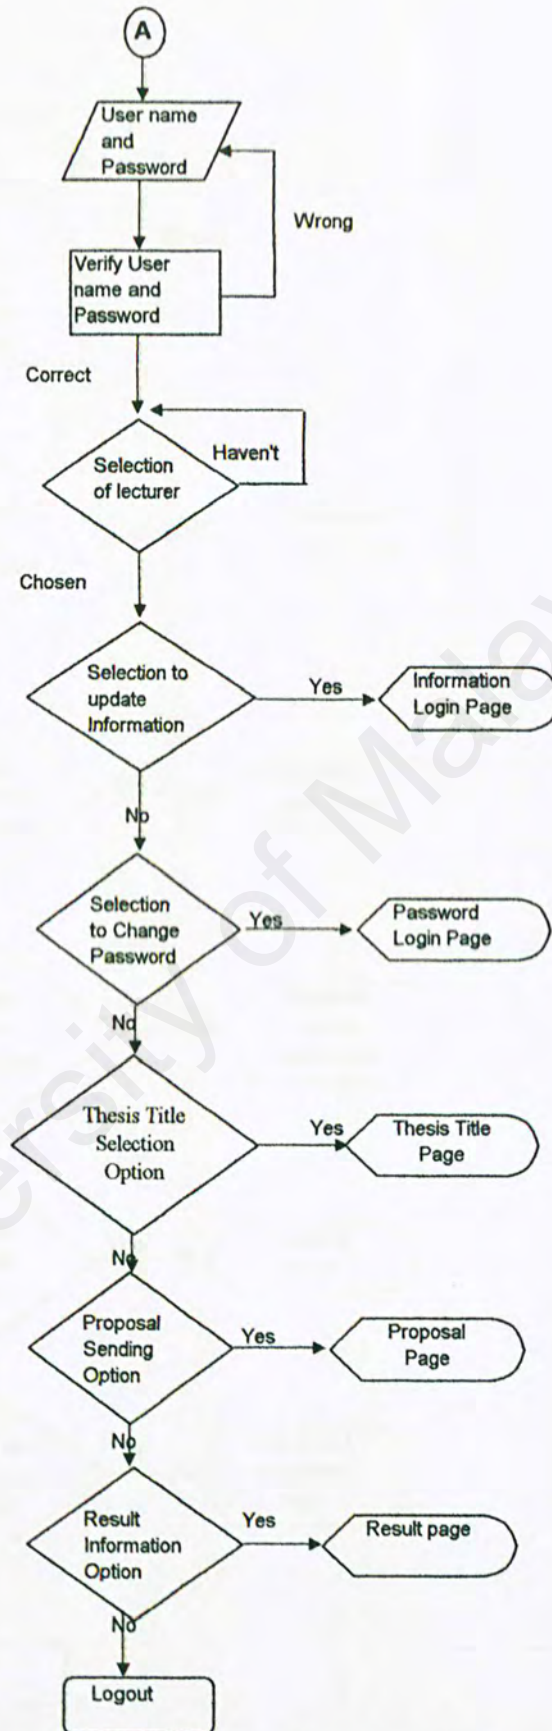 A
User name
and
Password
Wrong
Verify User
name and
Password
Correct
Haven't
Selection
of lecturer
Chosen
Selection to
update
Information
Yes
Information
Login Page
No
Selection
to Change
Password
Yes
Password
Login Page
No
Thesis Title
Selection
Option
Yes
Thesis Title
Page
No
Proposal
Sending
Option
Yes
Proposal
Page
No
Result
Information
Option
Yes
Result page
No
Logout
ersity of Malay